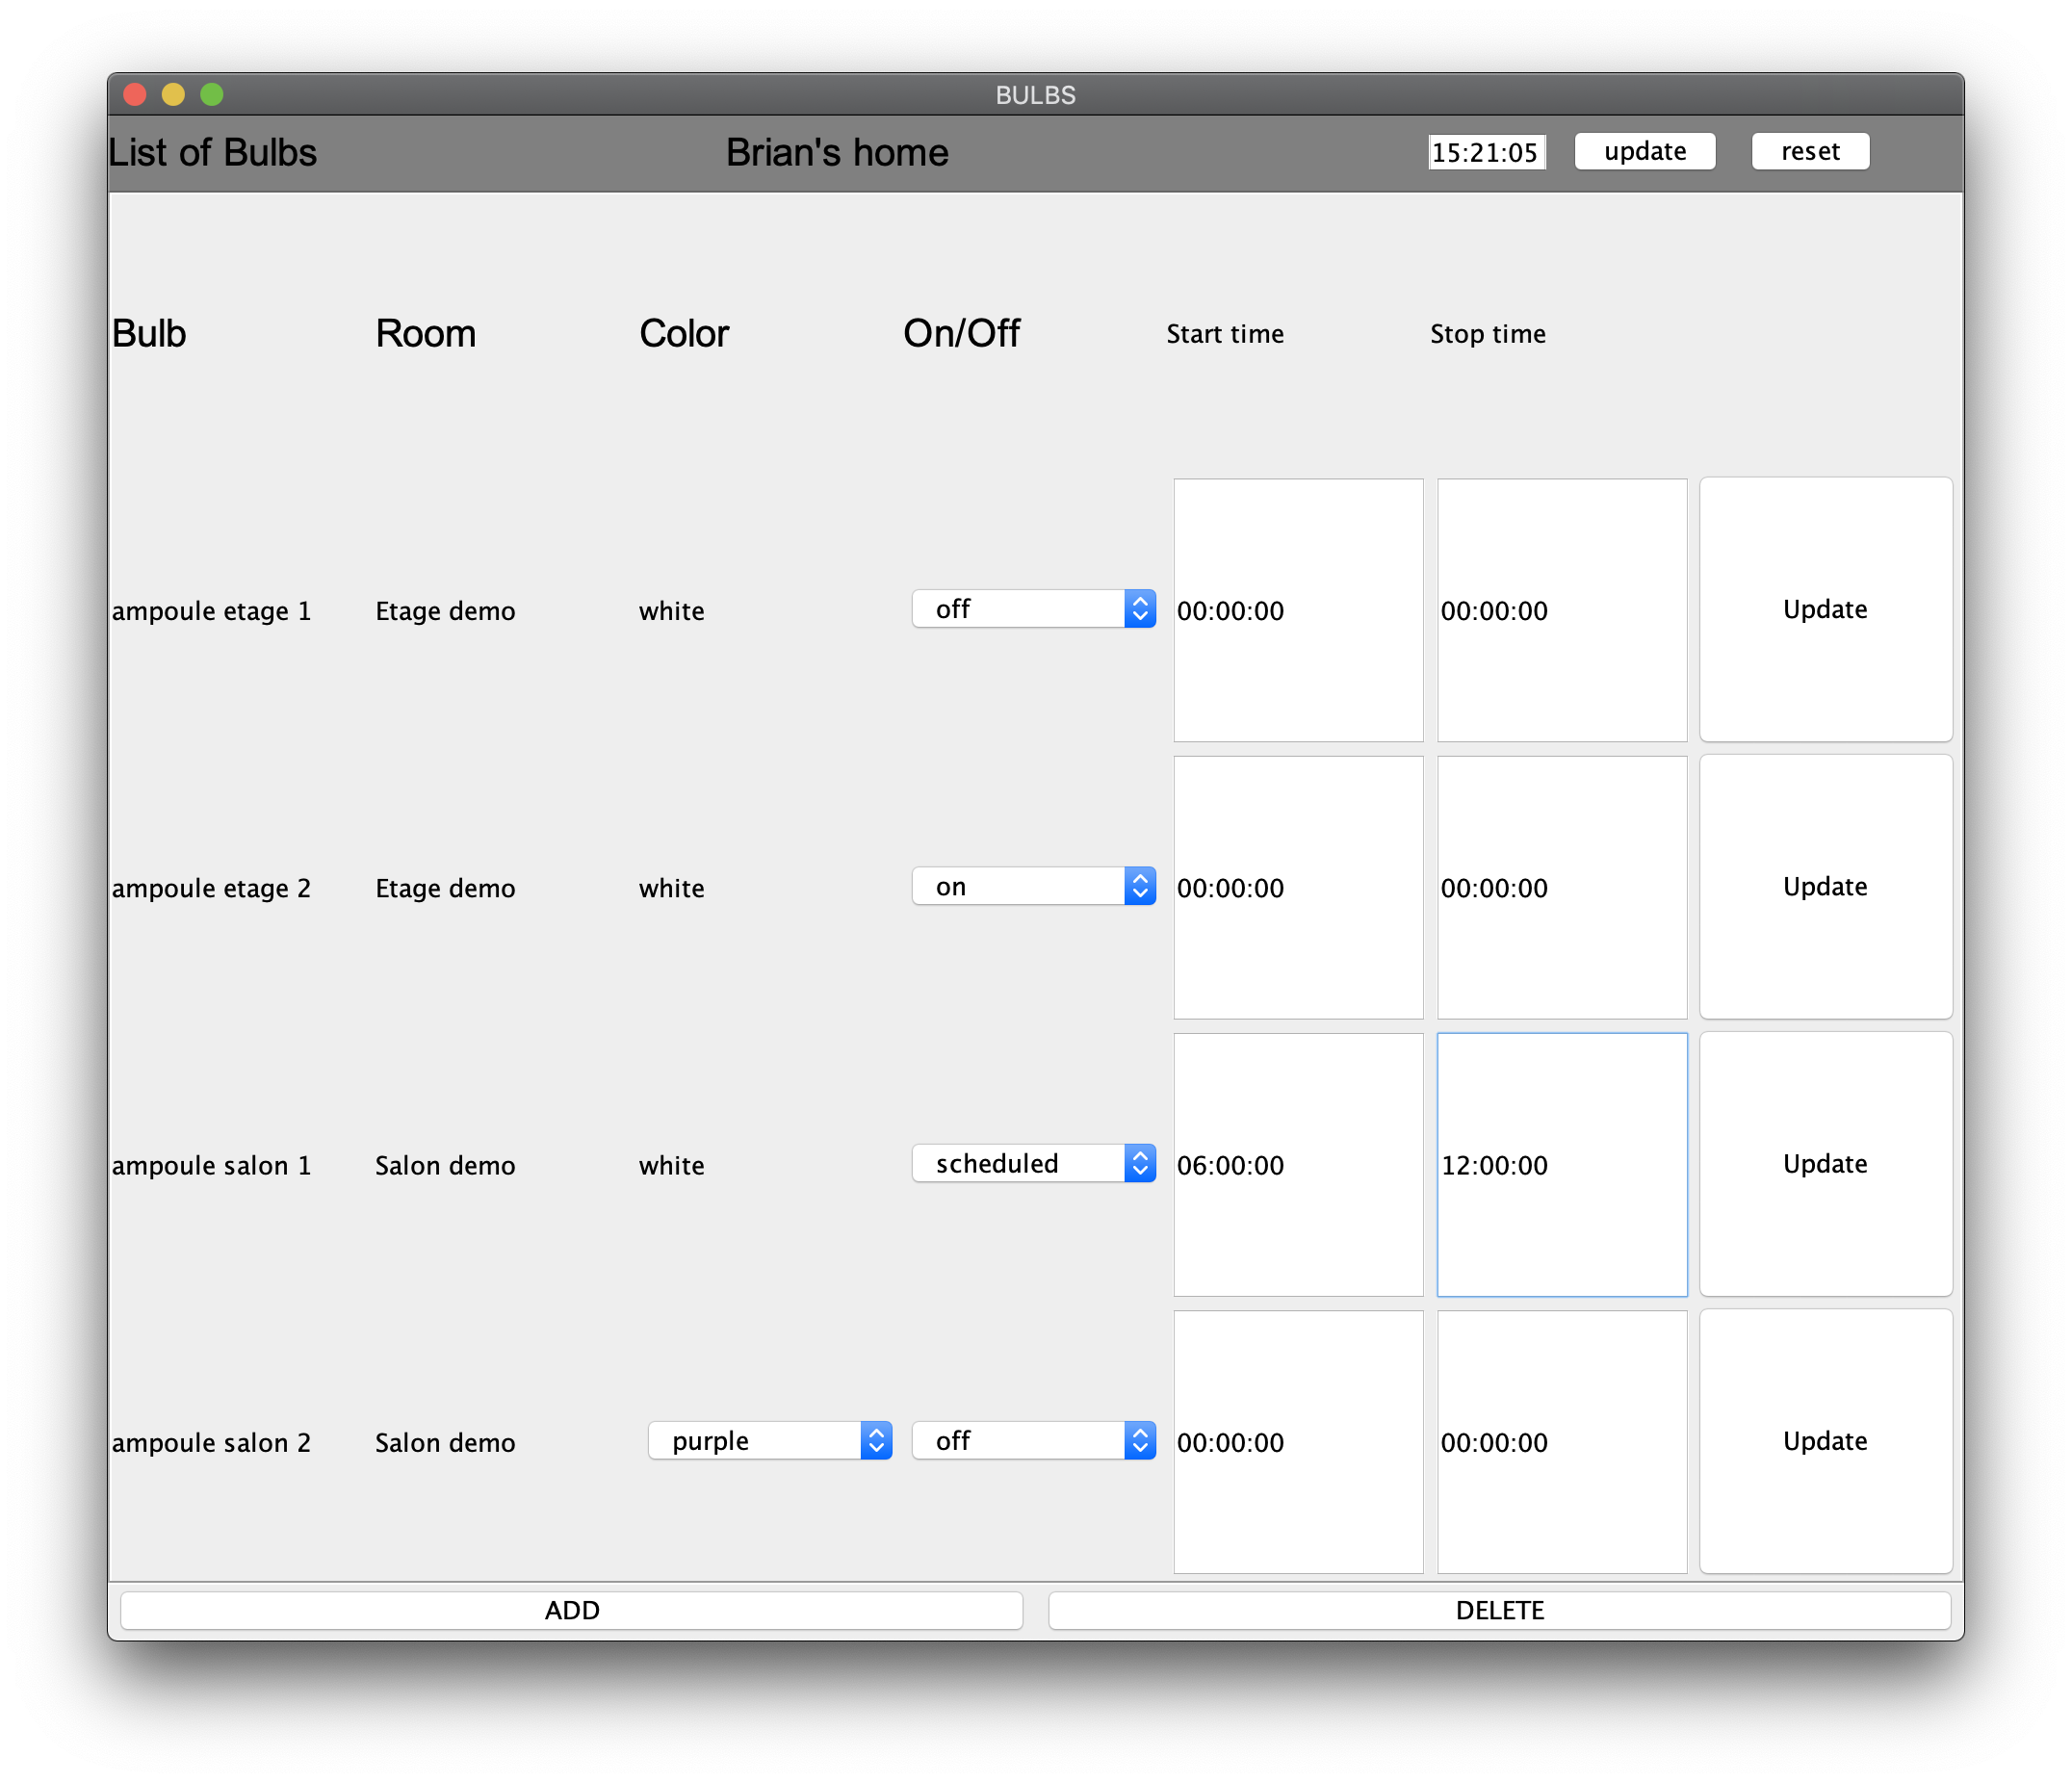 BULBS
List of Bulbs Brian's home 15:21:05 update reset
Bulb Room Color On/Off Start time Stop time
ampoule etage 1 Etage demo white off 00:00:00 00:00:00 Update
ampoule etage 2 Etage demo white on 00:00:00 00:00:00 Update
ampoule salon 1 Salon demo white scheduled 06:00:00 12:00:00 Update
ampoule salon 2 Salon demo purple off 00:00:00 00:00:00 Update
ADD DELETE